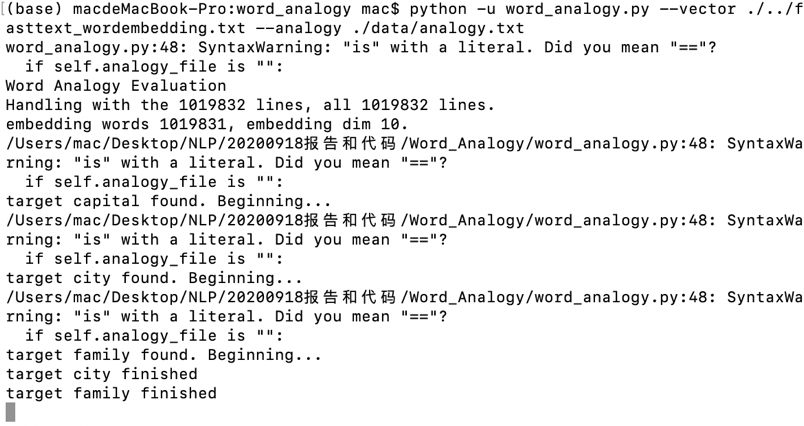 (base) macdeMacBook-Pro:word_analogy mac$ python -u word_analogy.py --vector ./../f
asttext_wordembedding.txt --analogy ./data/analogy.txt
word_analogy.py:48: SyntaxWarning: "is" with a literal. Did you mean "=="?
  if self.analogy_file is "":
Word Analogy Evaluation
Handling with the 1019832 lines, all 1019832 lines.
embedding words 1019831, embedding dim 10.
/Users/mac/Desktop/NLP/20200918报告和代码/Word_Analogy/word_analogy.py:48: SyntaxWa
rning: "is" with a literal. Did you mean "=="?
  if self.analogy_file is "":
target capital found. Beginning...
/Users/mac/Desktop/NLP/20200918报告和代码/Word_Analogy/word_analogy.py:48: SyntaxWa
rning: "is" with a literal. Did you mean "=="?
  if self.analogy_file is "":
target city found. Beginning...
/Users/mac/Desktop/NLP/20200918报告和代码/Word_Analogy/word_analogy.py:48: SyntaxWa
rning: "is" with a literal. Did you mean "=="?
  if self.analogy_file is "":
target family found. Beginning...
target city finished
target family finished